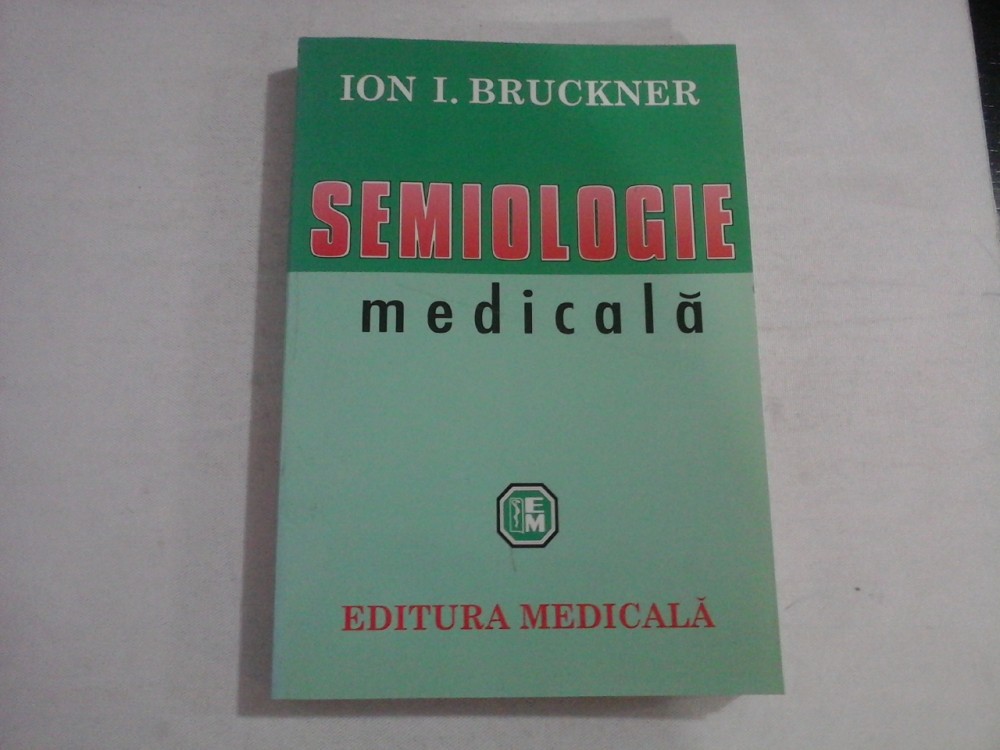 ION I. BRUCKNER
SEMIOLOGIE
medicală
EM
EDITURA MEDICALĂ